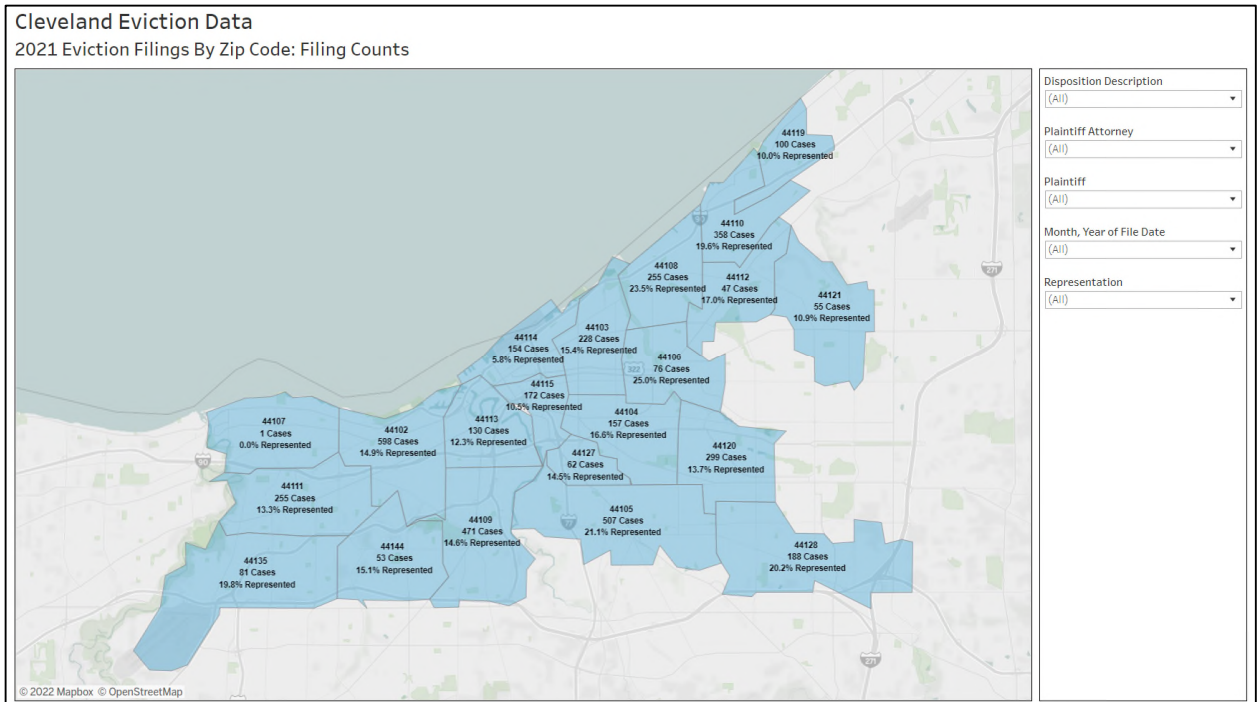 Cleveland Eviction Data
2021 Eviction Filings By Zip Code: Filing Counts
44119
100 Cases
10.0% Represented
44110
358 Cases
19.6% Represented
44108
255 Cases
23.5% Represented
44112
47 Cases
17.0% Represented
44121
55 Cases
10.9% Represented
44114
154 Cases
5.8% Represented
44103
228 Cases
15.4% Represented
44106
76 Cases
25.0% Represented
322
44115
172 Cases
10.5% Represented
44107
1 Cases
0.0% Represented
44102
598 Cases
14.9% Represented
44113
130 Cases
12.3% Represented
44104
157 Cases
16.6% Represented
44127
62 Cases
14.5% Represented
44120
299 Cases
13.7% Represented
90
44111
255 Cases
13.3% Represented
44109
471 Cases
14.6% Represented
44105
507 Cases
21.1% Represented
77
44135
81 Cases
19.8% Represented
44144
53 Cases
15.1% Represented
44128
188 Cases
20.2% Represented
271
271
© 2022 Mapbox © OpenStreetMap
Disposition Description
(All)
Plaintiff Attorney
(All)
Plaintiff
(All)
Month, Year of File Date
(All)
Representation
(All)